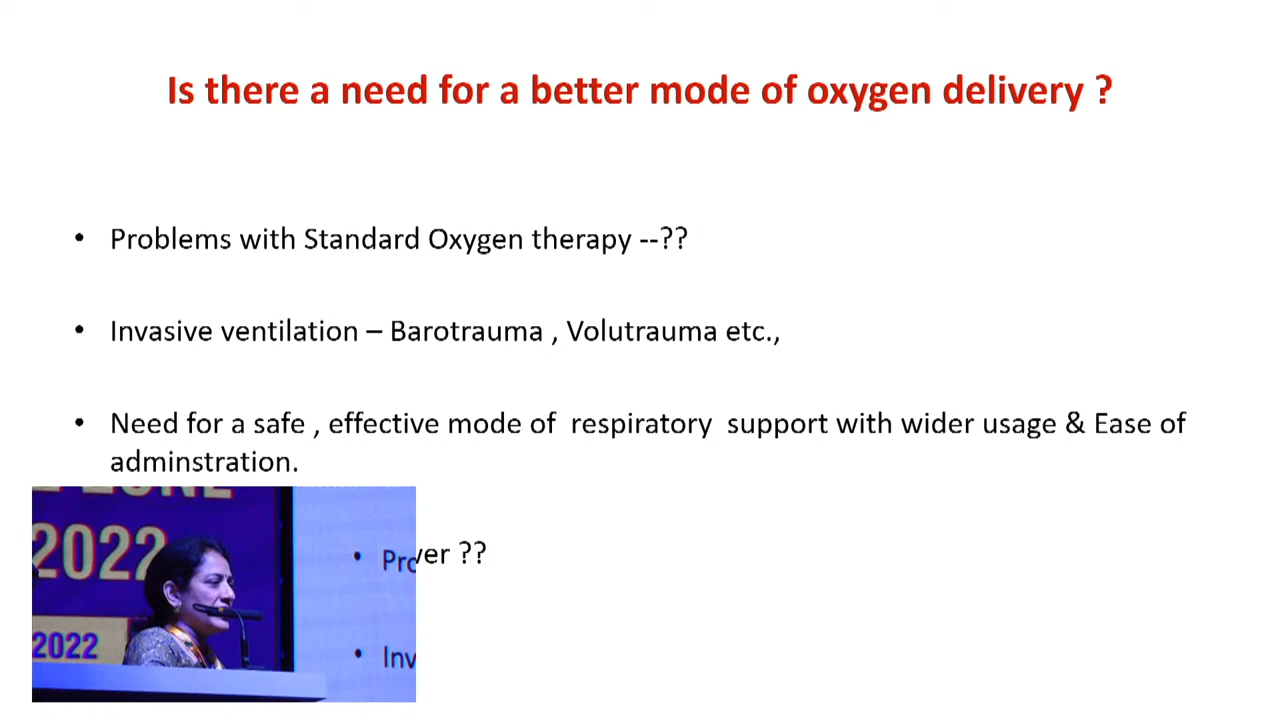 Is there a need for a better mode of oxygen delivery ?
• Problems with Standard Oxygen therapy --??
• Invasive ventilation – Barotrauma , Volutrauma etc.,
• Need for a safe , effective mode of respiratory support with wider usage & Ease of
adminstration.
??
2022
2022